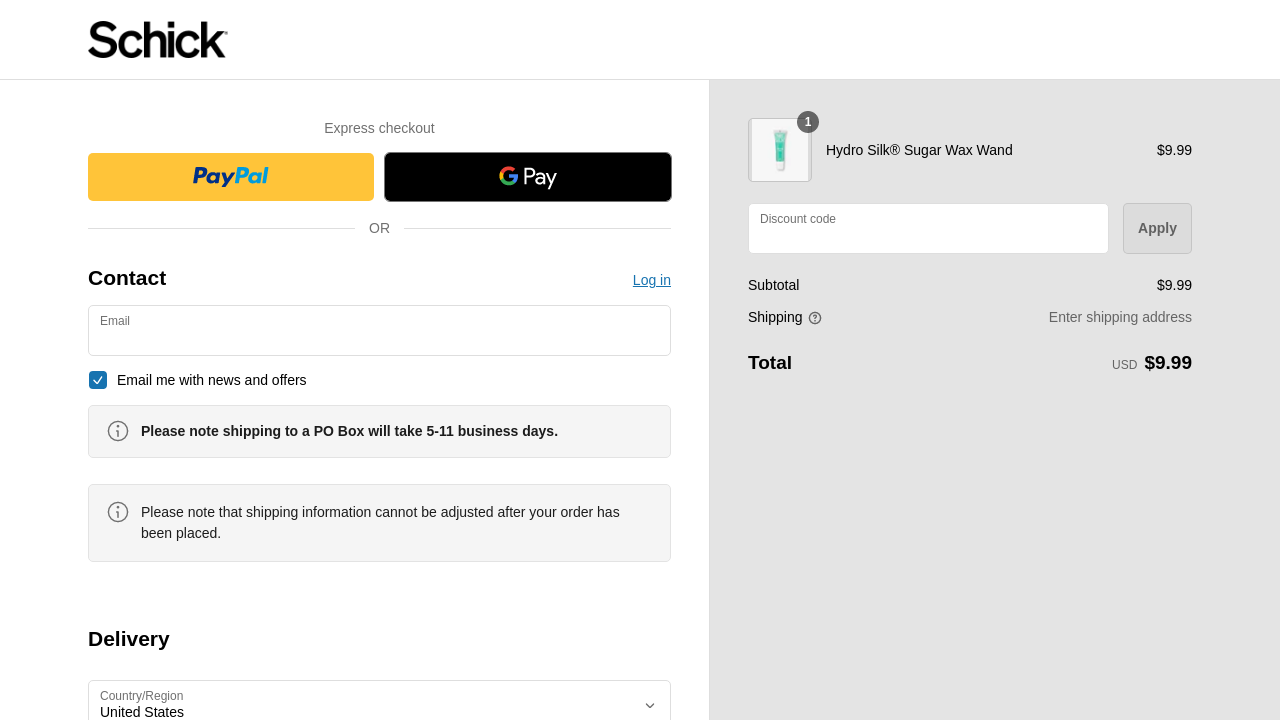 Schick
Express checkout
PayPal
G Pay
OR
Contact
Log in
Email
Email me with news and offers
Please note shipping to a PO Box will take 5-11 business days.
Please note that shipping information cannot be adjusted after your order has
been placed.
Delivery
Country/Region
United States
1
Hydro Silk® Sugar Wax Wand
$9.99
Discount code
Apply
Subtotal
$9.99
Shipping
Enter shipping address
Total
USD $9.99